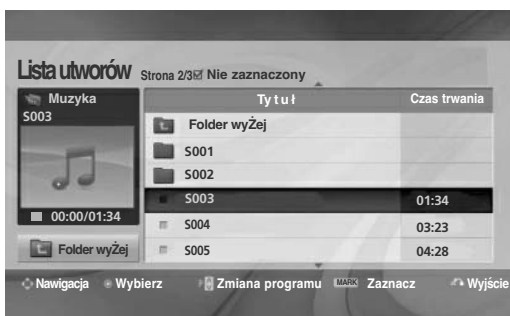 Lista utworów Strona 2/3 Nie zaznaczony
Muzyka
S003
00:00/01:34
Folder wyŻej
Tytuł Czas trwania
Folder wyŻej
S001
S002
S003 01:34
S004 03:23
S005 04:28
Nawigacja Wybierz Zmiana programu MARK Zaznacz Wyjście